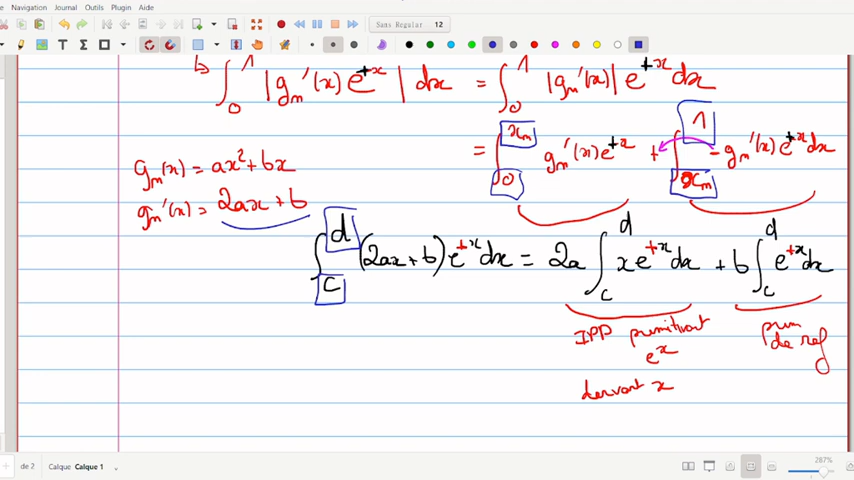 Navigation Journal Outils Plugin Aide
Sans Regular 12
b ∫₀¹ |gₘ'(x) e⁺ˣ| dx = ∫₀¹ |gₘ'(x)| e⁺ˣ dx
= ∫₀^{xₘ} gₘ'(x) e⁺ˣ + ∫_{xₘ}^1 - gₘ'(x) e⁺ˣ dx
gₘ(x) = ax² + bx
gₘ'(x) = 2ax + b
∫_c^d (2ax + b) e⁺ˣ dx = 2a ∫_c^d x e⁺ˣ dx + b ∫_c^d e⁺ˣ dx
IPP primitivant eˣ
derivant x
prim de ref
de 2 Calque Calque 1
287%